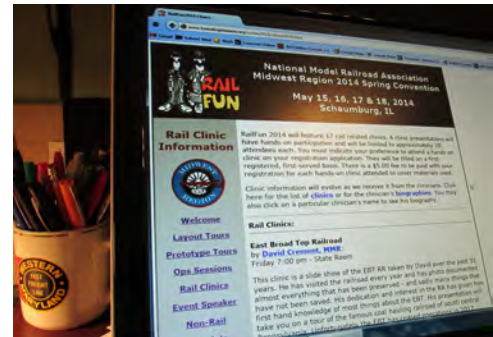 RAIL
FUN
National Model Railroad Association
Midwest Region 2014 Spring Convention
May 15, 16, 17 & 18, 2014
Schaumburg, IL
Rail Clinic
Information
MIDWEST
REGION
Welcome
Layout Tours
Prototype Tours
Ops Sessions
Rail Clinics
Event Speaker
Non-Rail
RailFun 2014 will feature 17 rail related clinics. 4 clinic presentations will
have hands on participation and will be limited to approximately
attendees each. You must indicate your preference to attend a hands on
clinic on your registration application. They will be filled on a first
registered, first served basis. There is a $5.00 fee to be paid with your
registration for each hands-on clinic attended to cover materials used.
Clinic information will evolve as we receive it from the clinicians. Click
here for the list of clinics or for the clinician's biographies. You may
also click on a particular clinician's name to see his biography.
Rail Clinics:
East Broad Top Railroad
by David Crement, MMR:
Friday 7:00 pm - State Room
This clinic is a slide show of the EBT RR taken by David over the past
years. He has visited the railroad every year and has photo documented
almost everything that has been preserved - and sadly many things that
have not been saved. His dedication and interest in the RR has given him
first hand knowledge of most things about the EBT. His presentation will
take you on a tour of the famous coal hauling railroad of south central
WESTERN
FAST
FREIGHT
LINE
MARYLAND